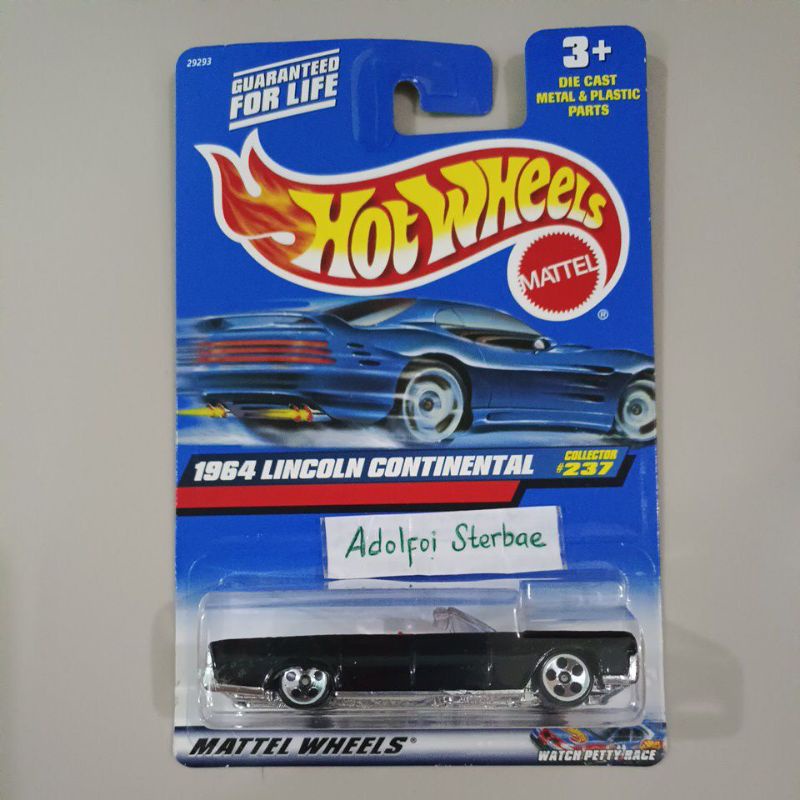 29293
GUARANTEED
FOR LIFE
3+
DIE CAST
METAL & PLASTIC
PARTS
HOT WHEELS
MATTEL
®
1964 LINCOLN CONTINENTAL
COLLECTOR
#237
Adolfoi Sterbae
MATTEL WHEELS®
WATCH PETTY RACE